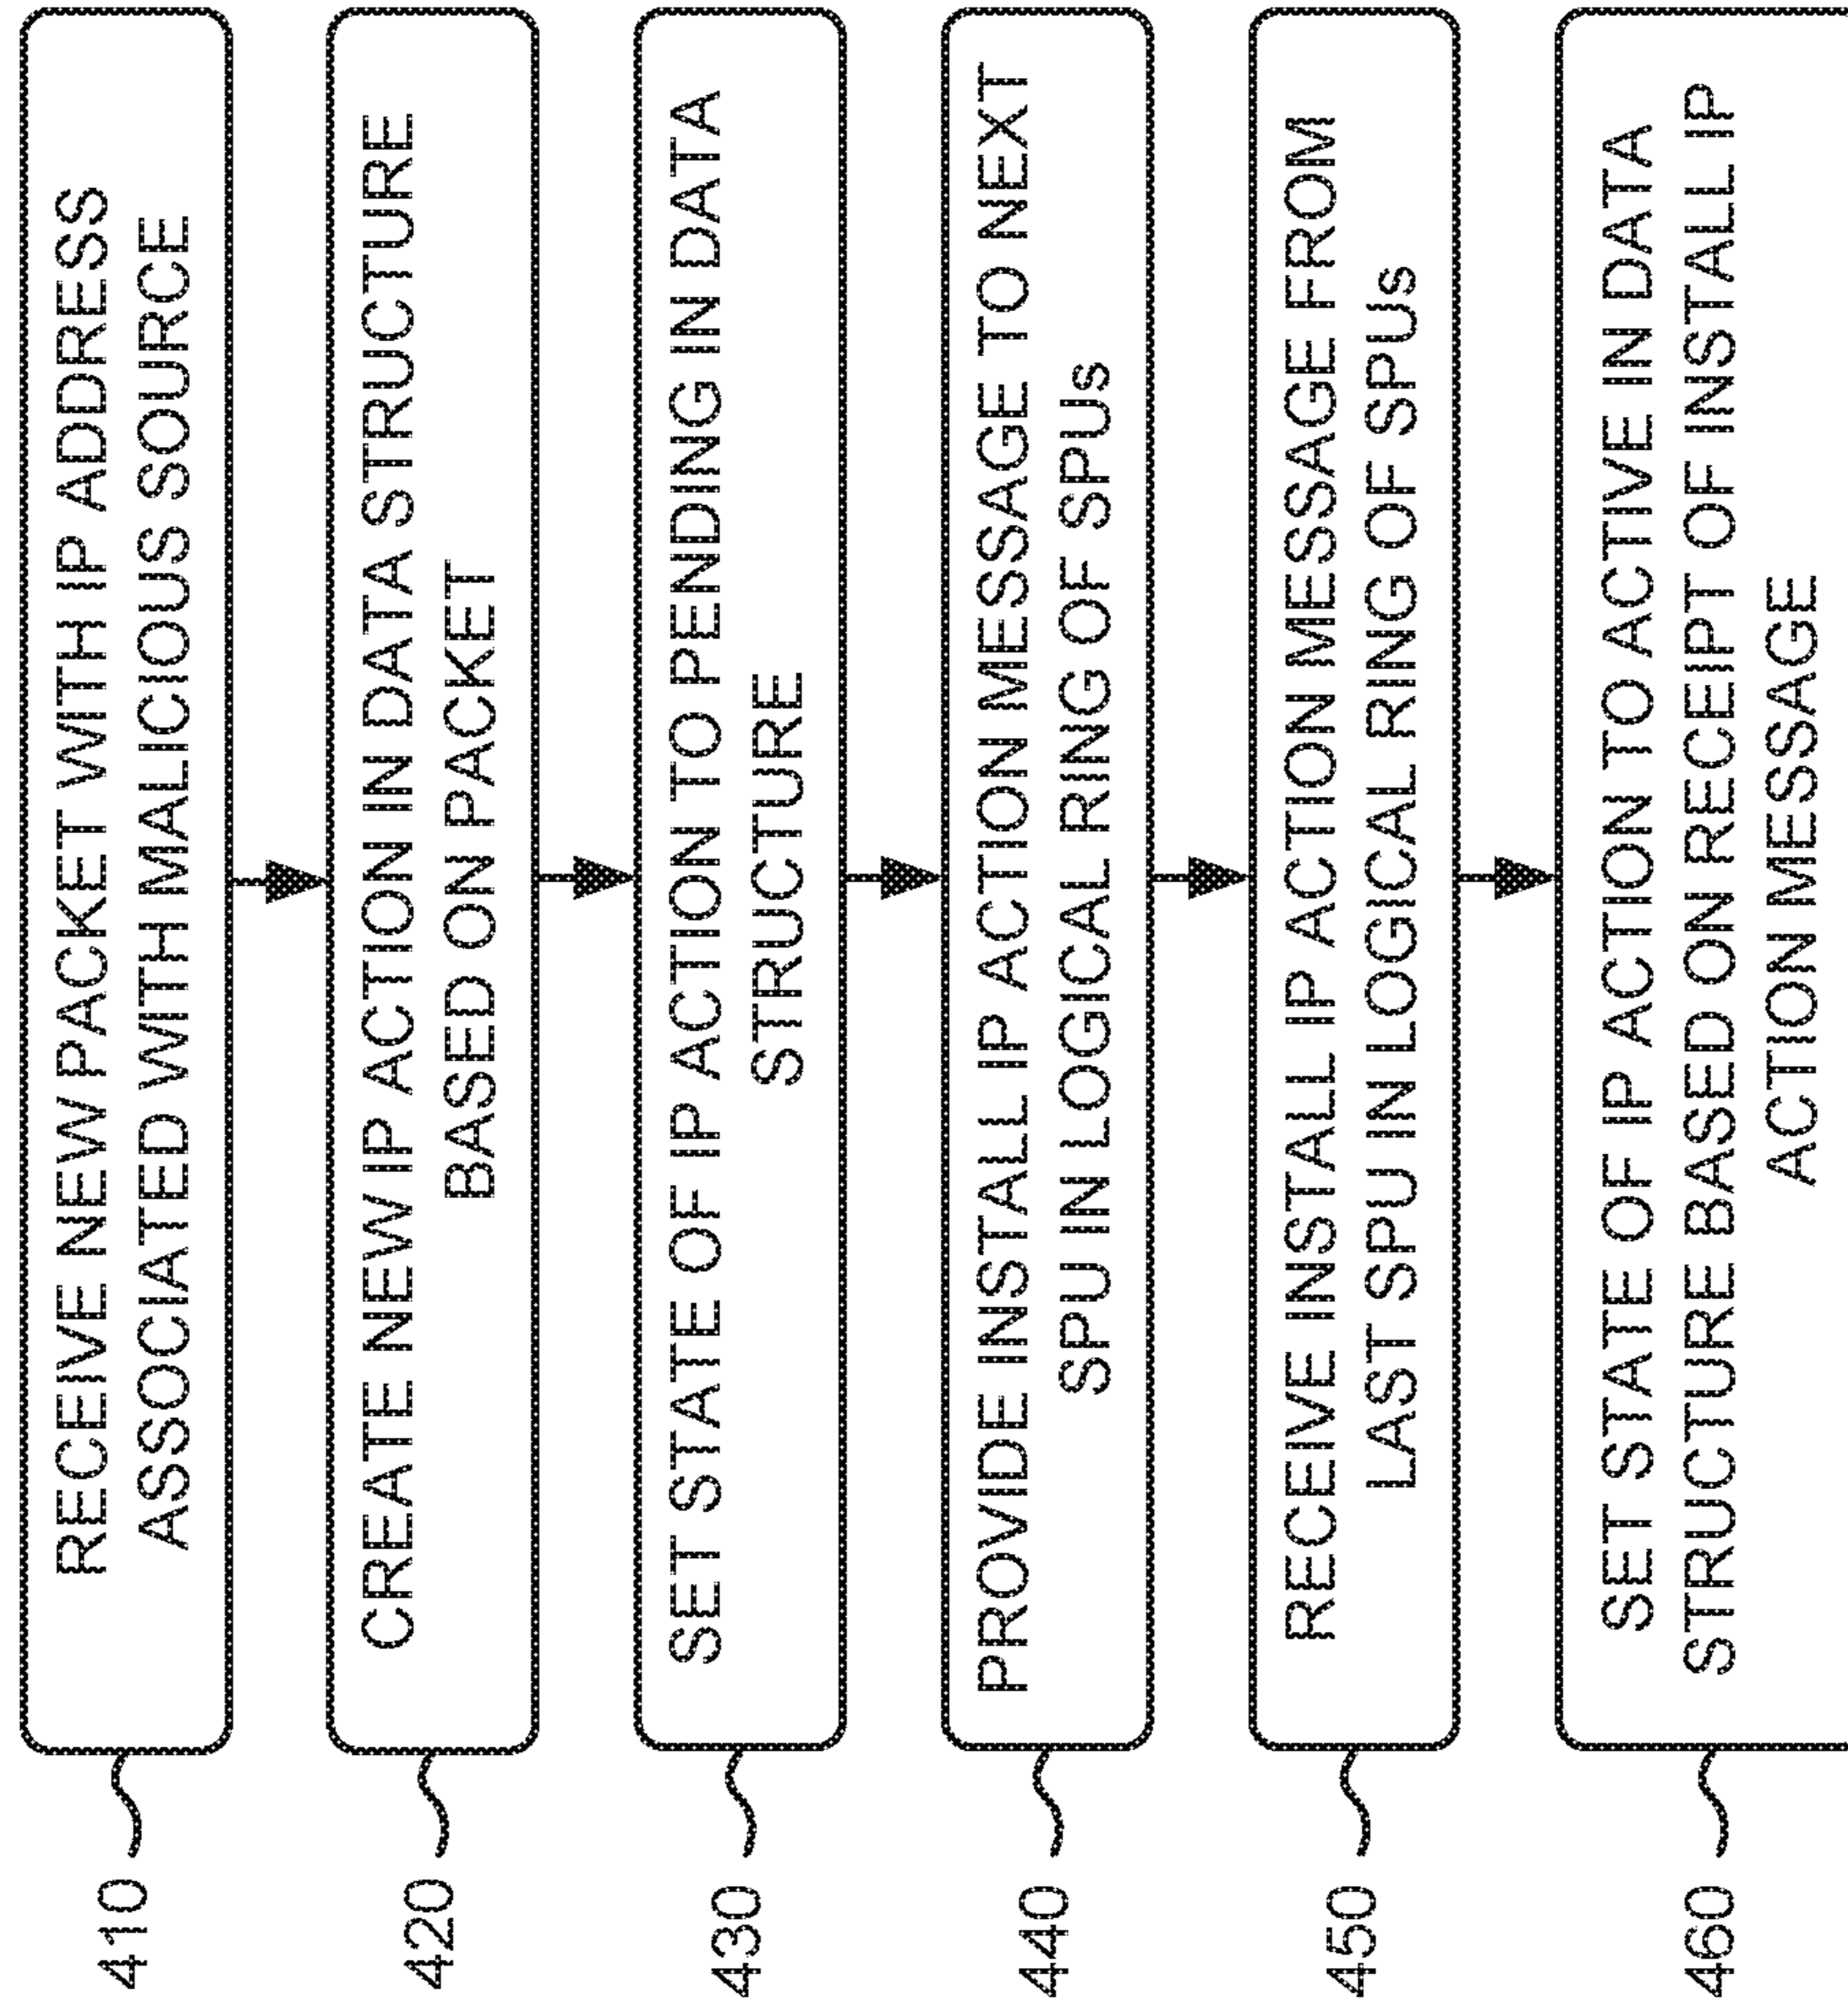 410
RECEIVE NEW PACKET WITH IP ADDRESS
ASSOCIATED WITH MALICIOUS SOURCE
420
CREATE NEW IP ACTION IN DATA STRUCTURE
BASED ON PACKET
430
SET STATE OF IP ACTION TO PENDING IN DATA
STRUCTURE
440
PROVIDE INSTALL IP ACTION MESSAGE TO NEXT
SPU IN LOGICAL RING OF SPUs
450
RECEIVE INSTALL IP ACTION MESSAGE FROM
LAST SPU IN LOGICAL RING OF SPUs
460
SET STATE OF IP ACTION TO ACTIVE IN DATA
STRUCTURE BASED ON RECEIPT OF INSTALL IP
ACTION MESSAGE